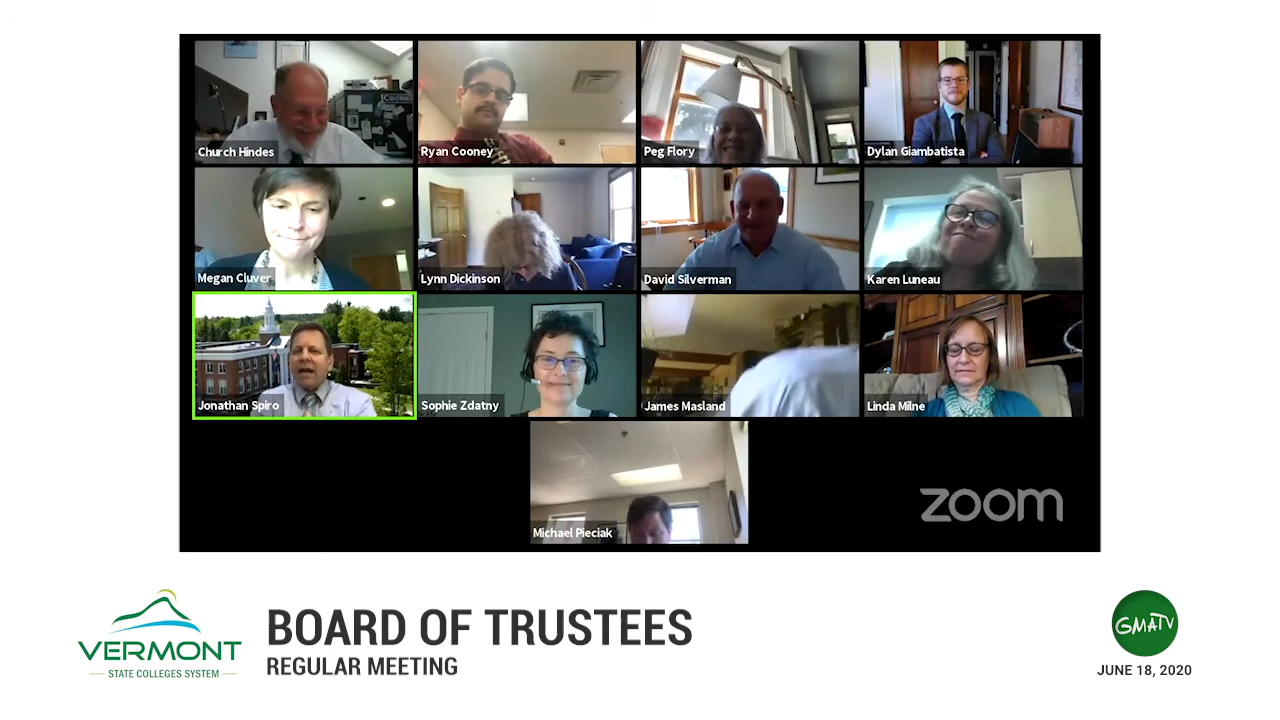 Church Hindes
Ryan Cooney
Peg Flory
Dylan Giambatista
Megan Cluver
Lynn Dickinson
David Silverman
Karen Luneau
Jonathan Spiro
Sophie Zdatny
James Masland
Linda Milne
Michael Pieciak
zoom
VERMONT
STATE COLLEGES SYSTEM
BOARD OF TRUSTEES
REGULAR MEETING
GMATV
JUNE 18, 2020